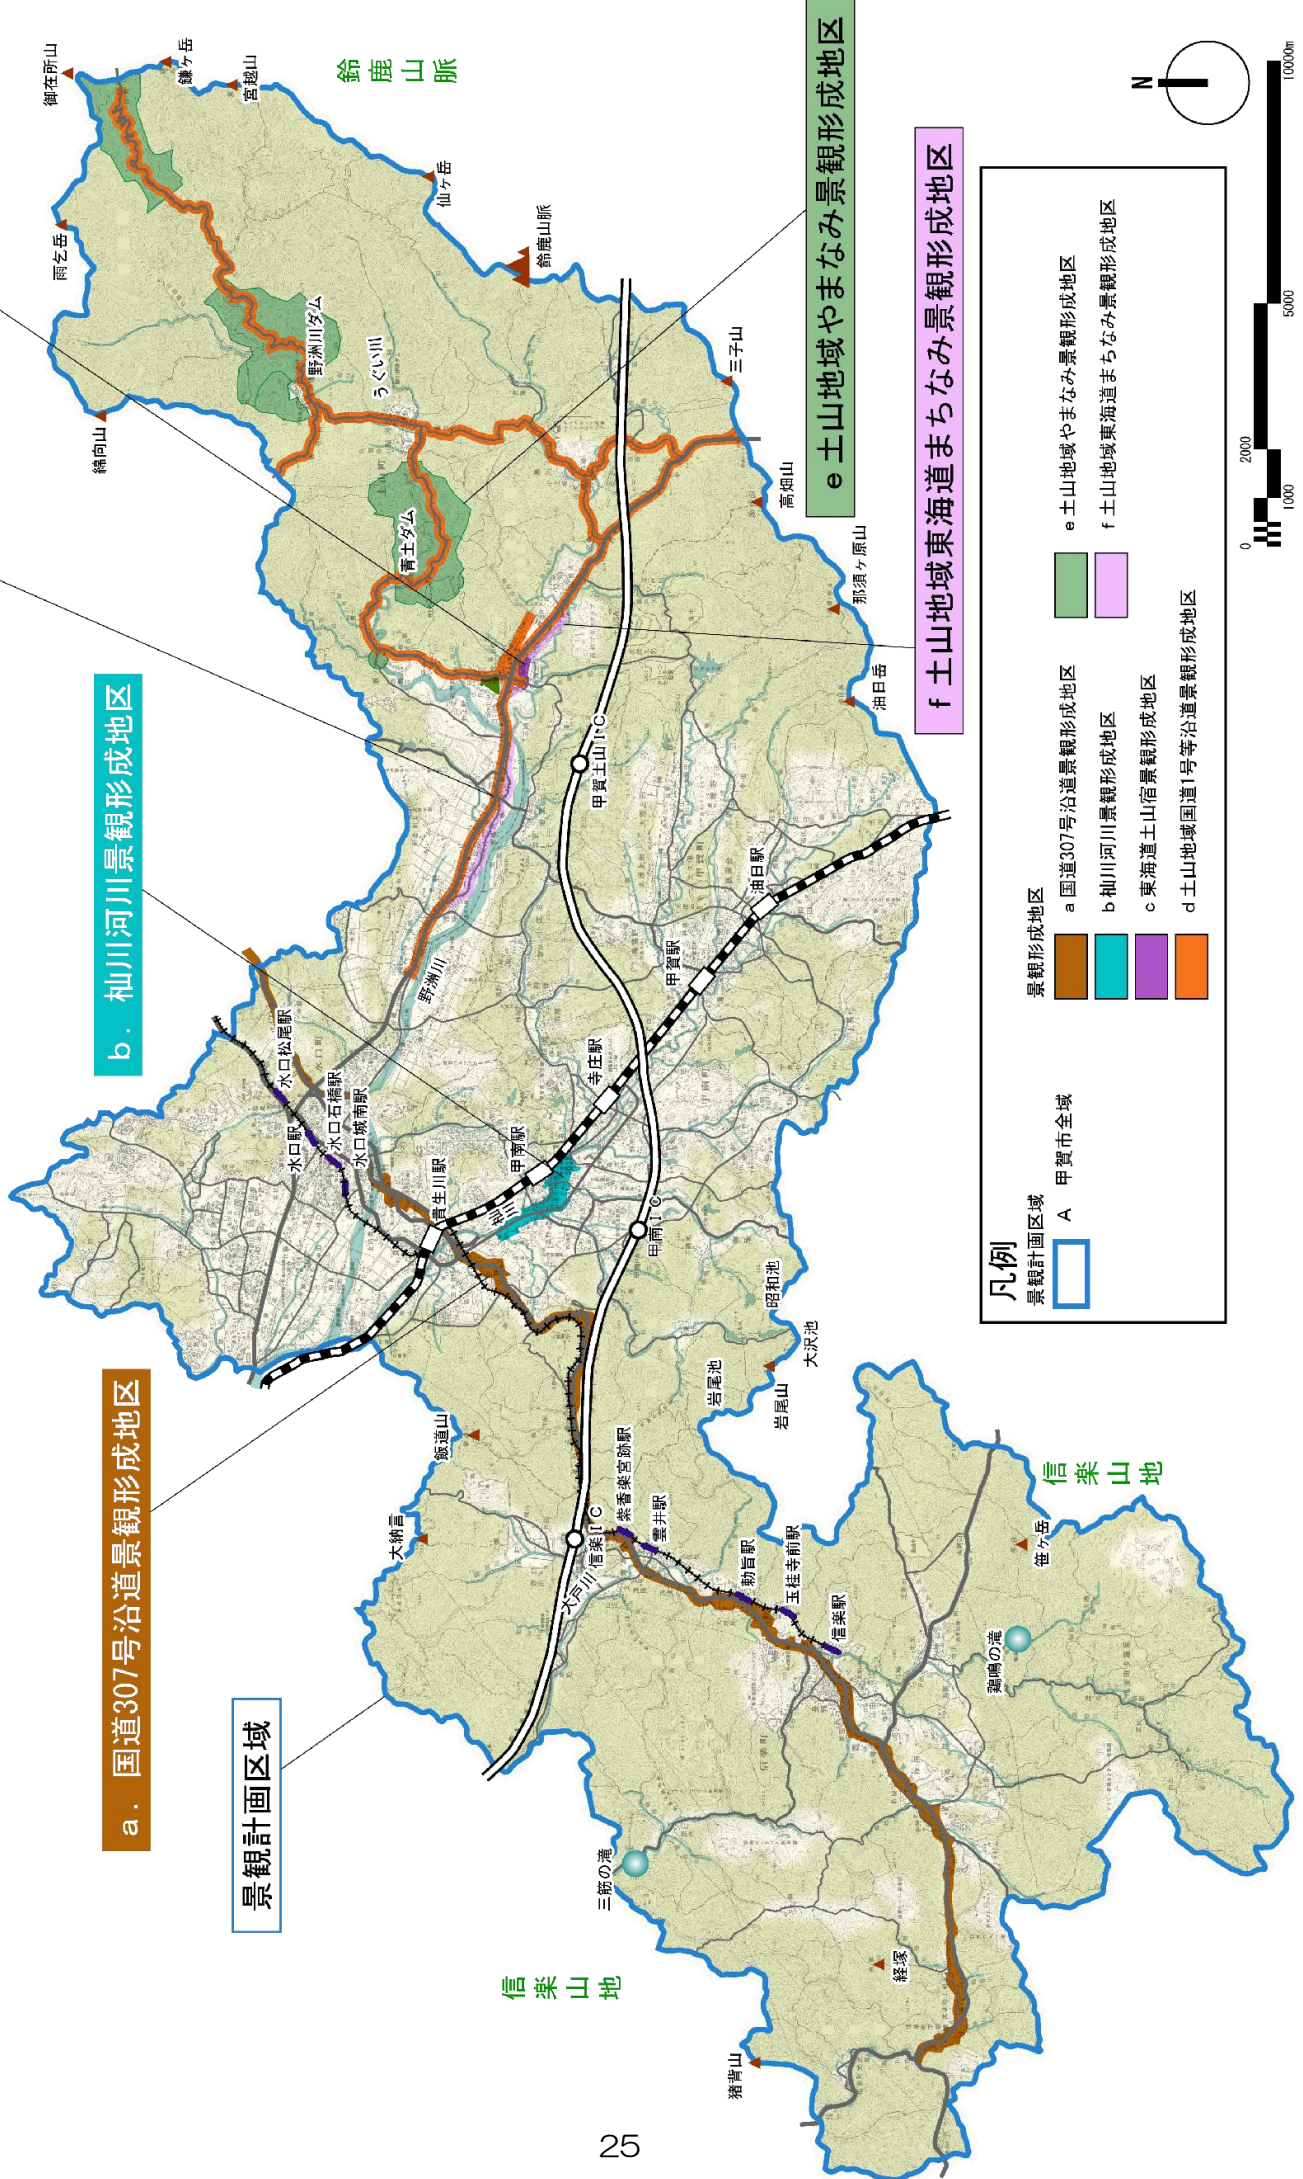 a．国道307号沿道景観形成地区
b．杣川河川景観形成地区
景観計画区域
e 土山地域やまなみ景観形成地区
f 土山地域東海道まちなみ景観形成地区
御在所山
鎌ヶ岳
宮越山
鈴鹿山脈
雨乞岳
仙ヶ岳
鈴鹿山脈
綿向山
野洲川ダム
うぐい川
青土ダム
三子山
高畑山
那須ヶ原山
油日岳
甲賀土山IC
野洲川
油日駅
甲賀駅
寺庄駅
甲南駅
水口松尾駅
水口駅
水口石橋駅
水口城南駅
貴生川駅
杣川
甲南IC
昭和池
大沢池
岩尾池
岩尾山
飯道山
大納言
信楽IC
大戸川
紫香楽宮跡駅
雲井駅
勅旨駅
玉桂寺前駅
信楽駅
信楽山地
笹ヶ岳
鶏鳴の滝
三筋の滝
信楽山地
経塚
猪背山
凡例
景観計画区域
A 甲賀市全域
景観形成地区
a 国道307号沿道景観形成地区
b 杣川河川景観形成地区
c 東海道土山宿景観形成地区
d 土山地域国道1号等沿道景観形成地区
e 土山地域やまなみ景観形成地区
f 土山地域東海道まちなみ景観形成地区
N
0
1000
2000
5000
10000m
25